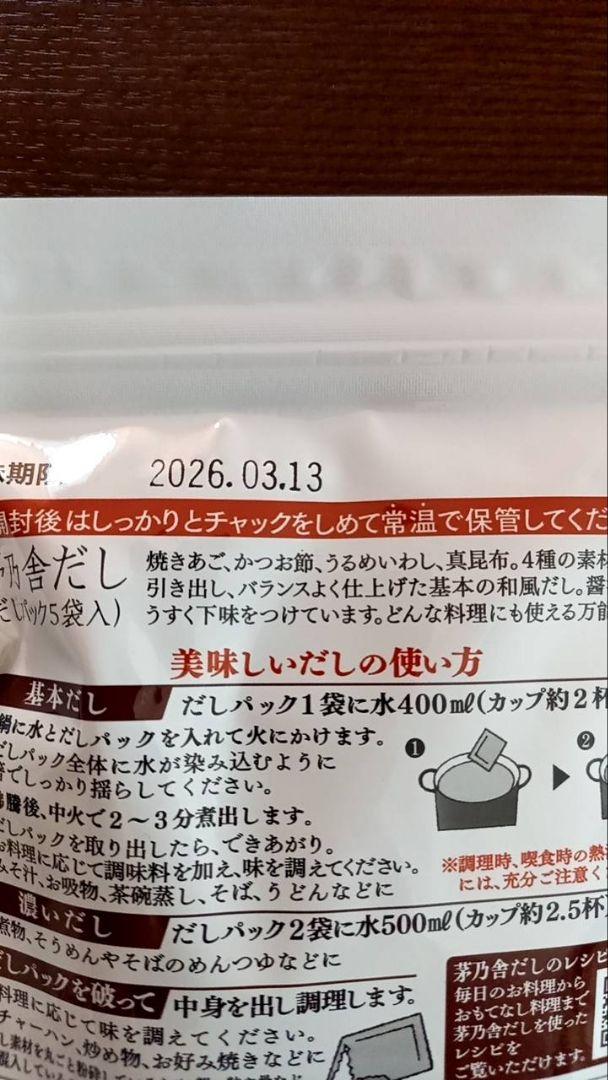 期限
2026.03.13
開封後はしっかりとチャックをしめて常温で保管してくだ
茅乃舎だし
だしパック5袋入)
焼きあご、かつお節、うるめいわし、真昆布。4種の素材
引き出し、バランスよく仕上げた基本の和風だし。醤
うすく下味をつけています。どんな料理にも使える万能
美味しいだしの使い方
基本だし
だしパック1袋に水400㎖(カップ約2杯
鍋に水とだしパックを入れて火にかけます。
だしパック全体に水が染み込むように
箸でしっかり揺らしてください。
沸騰後、中火で2～3分煮出します。
だしパックを取り出したら、できあがり。
お料理に応じて調味料を加え、味を調えてください。
みそ汁、お吸物、茶碗蒸し、そば、うどんなどに
❶
❷
※調理時、喫食時の熱
には、充分ご注意く
濃いだし
だしパック2袋に水500㎖(カップ約2.5杯)
煮物、そうめんやそばのめんつゆなどに
だしパックを破って
中身を出し調理します。
料理に応じて味を調えてください。
チャーハン、炒め物、お好み焼きなどに
茅乃舎だしのレシピ
毎日のお料理から
おもてなし料理まで
茅乃舎だしを使った
レシピを
ご覧いただけます。